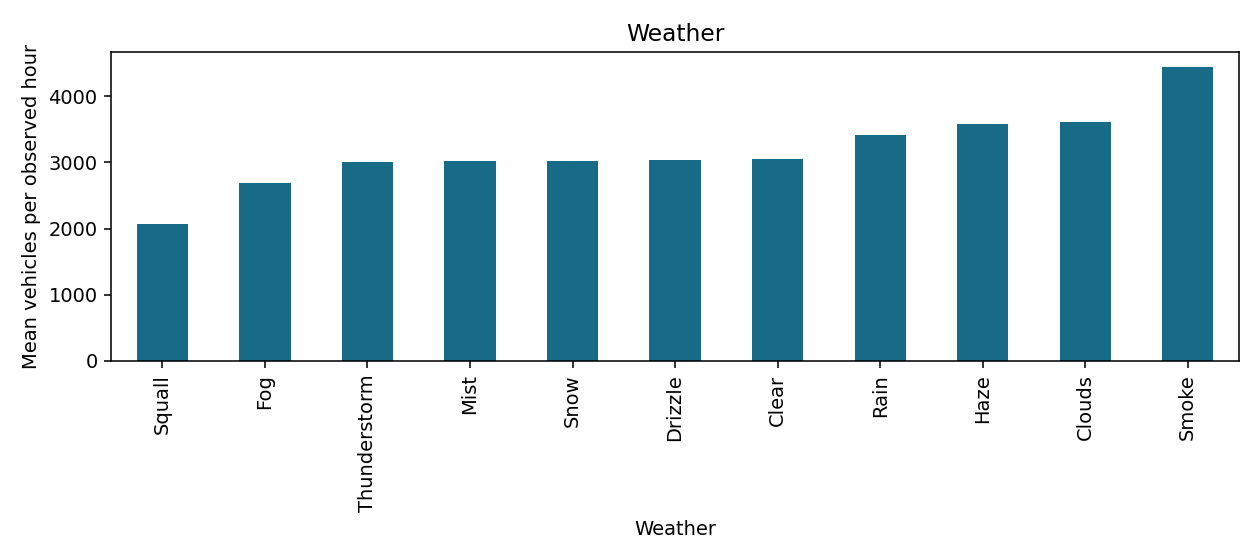 Weather
Mean vehicles per observed hour
4000
3000
2000
1000
0
Squall
Fog
Thunderstorm
Mist
Snow
Drizzle
Clear
Rain
Haze
Clouds
Smoke
Weather